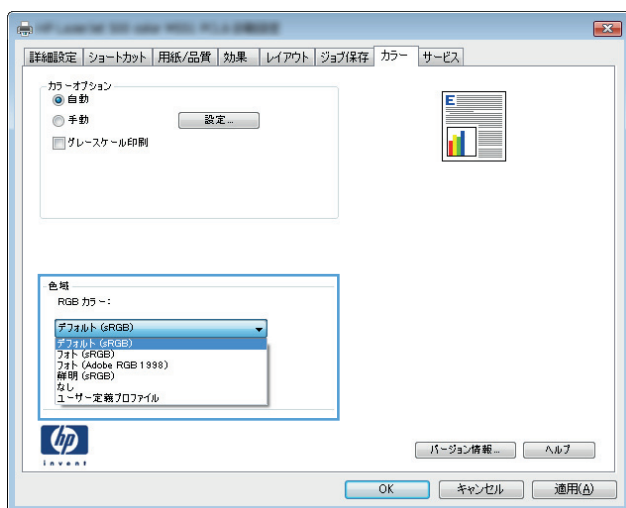 詳細設定 ショートカット 用紙/品質 効果 レイアウト ジョブ保存 カラー サービス
カラーオプション
自動
手動 設定...
グレースケール印刷
E
色域
RGB カラー:
デフォルト (sRGB)
デフォルト (sRGB)
フォト (sRGB)
フォト (Adobe RGB 1998)
鮮明 (sRGB)
なし
ユーザー定義プロファイル
hp
invent
バージョン情報... ヘルプ
OK キャンセル 適用(A)